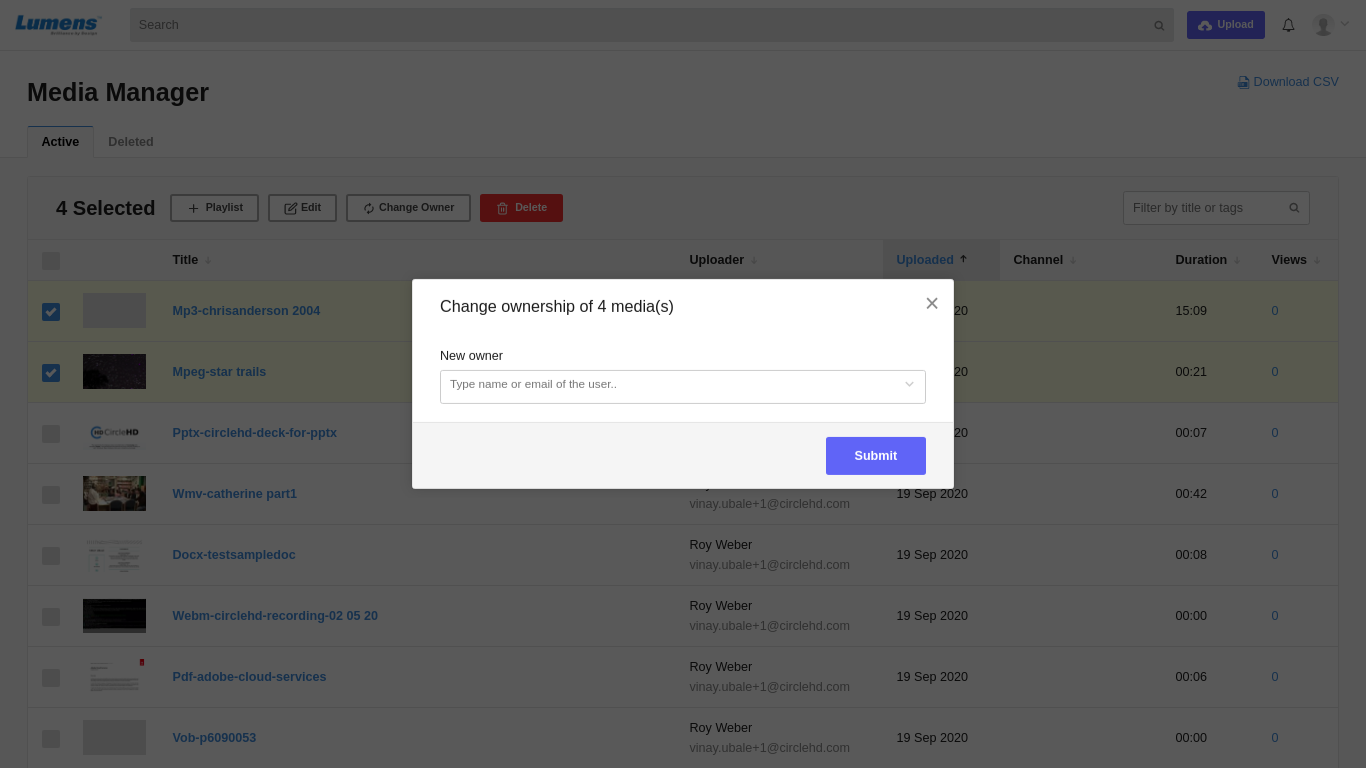 Lumens
Search
Upload
Media Manager
Download CSV
Active
Deleted
4 Selected
Playlist
Edit
Change Owner
Delete
Filter by title or tags
Title
Uploader
Uploaded
Channel
Duration
Views
Mp3-chrisanderson 2004
20
15:09
0
Mpeg-star trails
20
00:21
0
CircleHD
Pptx-circlehd-deck-for-pptx
20
00:07
0
Wmv-catherine part1
vinay.ubale+1@circlehd.com
19 Sep 2020
00:42
0
Docx-testsampledoc
Roy Weber
vinay.ubale+1@circlehd.com
19 Sep 2020
00:08
0
Webm-circlehd-recording-02 05 20
Roy Weber
vinay.ubale+1@circlehd.com
19 Sep 2020
00:00
0
Pdf-adobe-cloud-services
Roy Weber
vinay.ubale+1@circlehd.com
19 Sep 2020
00:06
0
Vob-p6090053
Roy Weber
vinay.ubale+1@circlehd.com
19 Sep 2020
00:00
0
Change ownership of 4 media(s)
New owner
Type name or email of the user..
Submit